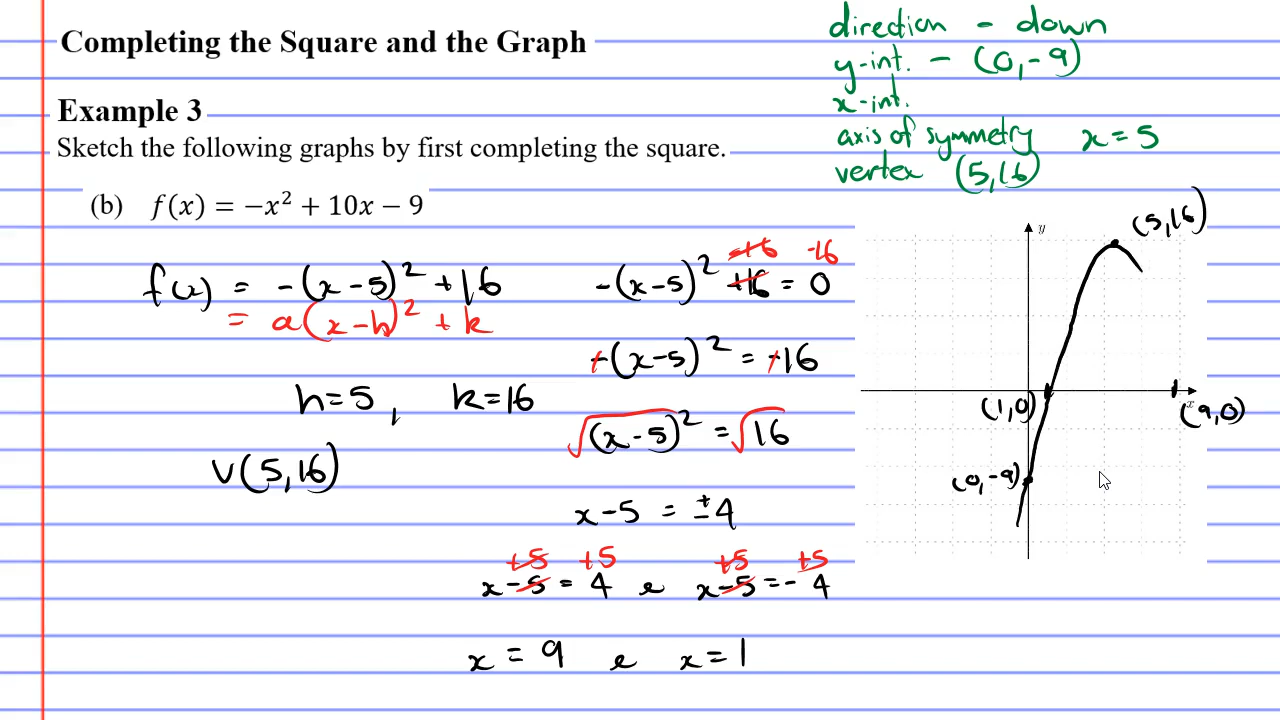 Completing the Square and the Graph
Example 3
Sketch the following graphs by first completing the square.
(b) f(x) = −x² + 10x − 9
f(x) = -(x-5)² + 16
= a(x-h)² + k
h=5, k=16
V(5,16)
-16 -16
-(x-5)² +16 = 0
-(x-5)² = -16
√(x-5)² = √16
x-5 = ±4
+5 +5 +5 +5
x-5 = 4 e x-5 = -4
x = 9 e x = 1
direction - down
y-int. - (0,-9)
x-int.
axis of symmetry x = 5
vertex (5,16)
(5,16)
y
x
(1,0) (9,0)
(0,-9)